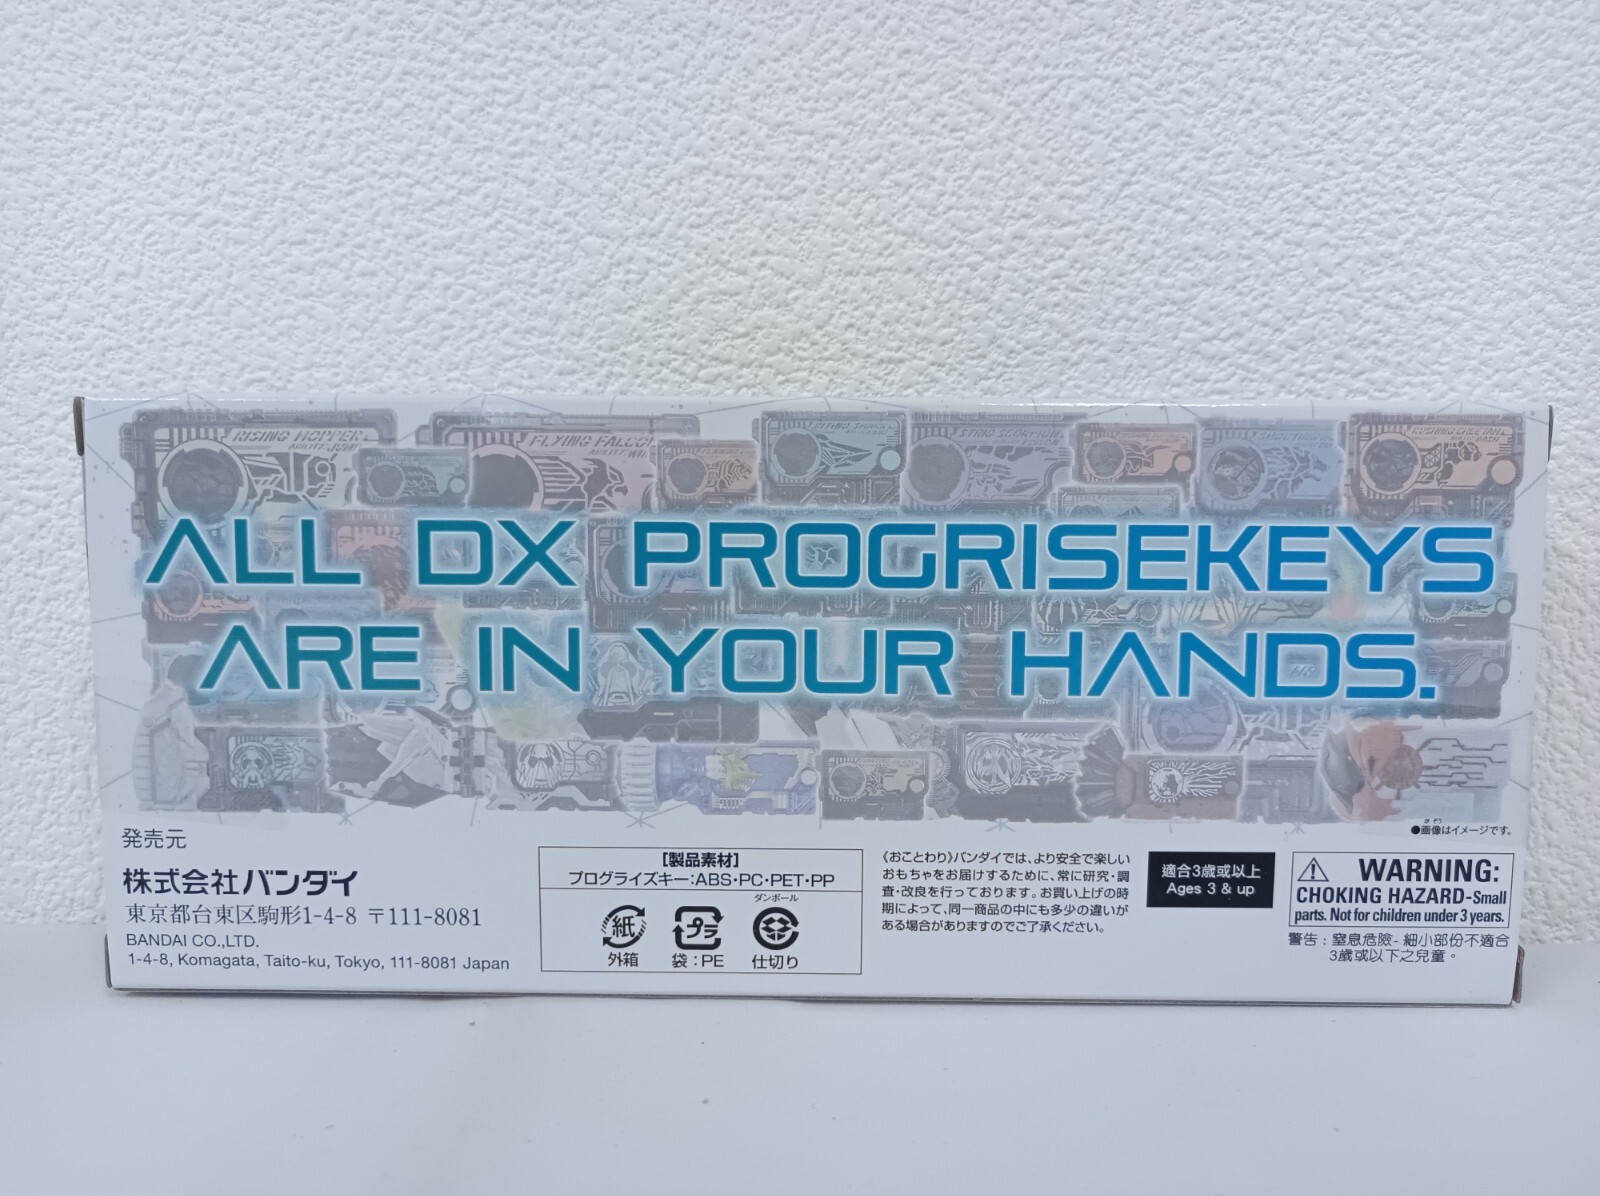 RISING HOPPER
FLYING FALCON
BITING SHARK
STING SCORPION
SHOOTING
RUSHING CHEETAH
ALL DX PROGRISEKEYS
ARE IN YOUR HANDS.
●画像はイメージです。
発売元
株式会社バンダイ
東京都台東区駒形1-4-8 〒111-8081
BANDAI CO.,LTD.
1-4-8, Komagata, Taito-ku, Tokyo, 111-8081 Japan
[製品素材]
プログライズキー:ABS・PC・PET・PP
ダンボール
紙
プラ
外箱
袋:PE
仕切り
《おことわり》バンダイでは、より安全で楽しい
おもちゃをお届けするために、常に研究・調
査・改良を行っております。お買い上げの時
期によって、同一商品の中にも多少の違いが
ある場合がありますのでご了承ください。
適合3歳或以上
Ages 3 & up
WARNING:
CHOKING HAZARD-Small
parts. Not for children under 3 years.
警告:窒息危險-細小部份不適合
3歲或以下之兒童。